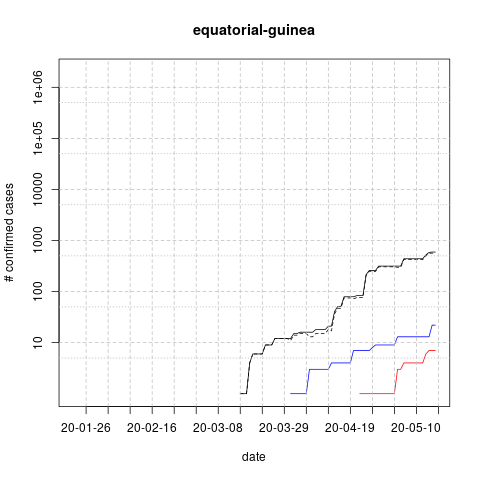 equatorial-guinea
# confirmed cases
1e+06
1e+05
10000
1000
100
10
20-01-26 20-02-16 20-03-08 20-03-29 20-04-19 20-05-10
date